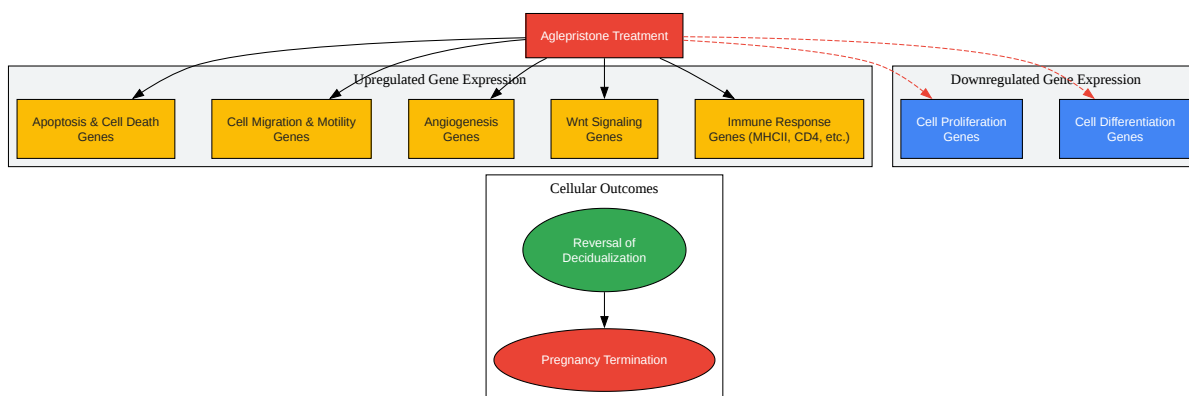 Aglepristone Treatment
Upregulated Gene Expression
Downregulated Gene Expression
Apoptosis & Cell Death
Genes
Cell Migration & Motility
Genes
Angiogenesis
Genes
Wnt Signaling
Genes
Immune Response
Genes (MHCII, CD4, etc.)
Cell Proliferation
Genes
Cell Differentiation
Genes
Cellular Outcomes
Reversal of
Decidualization
Pregnancy Termination